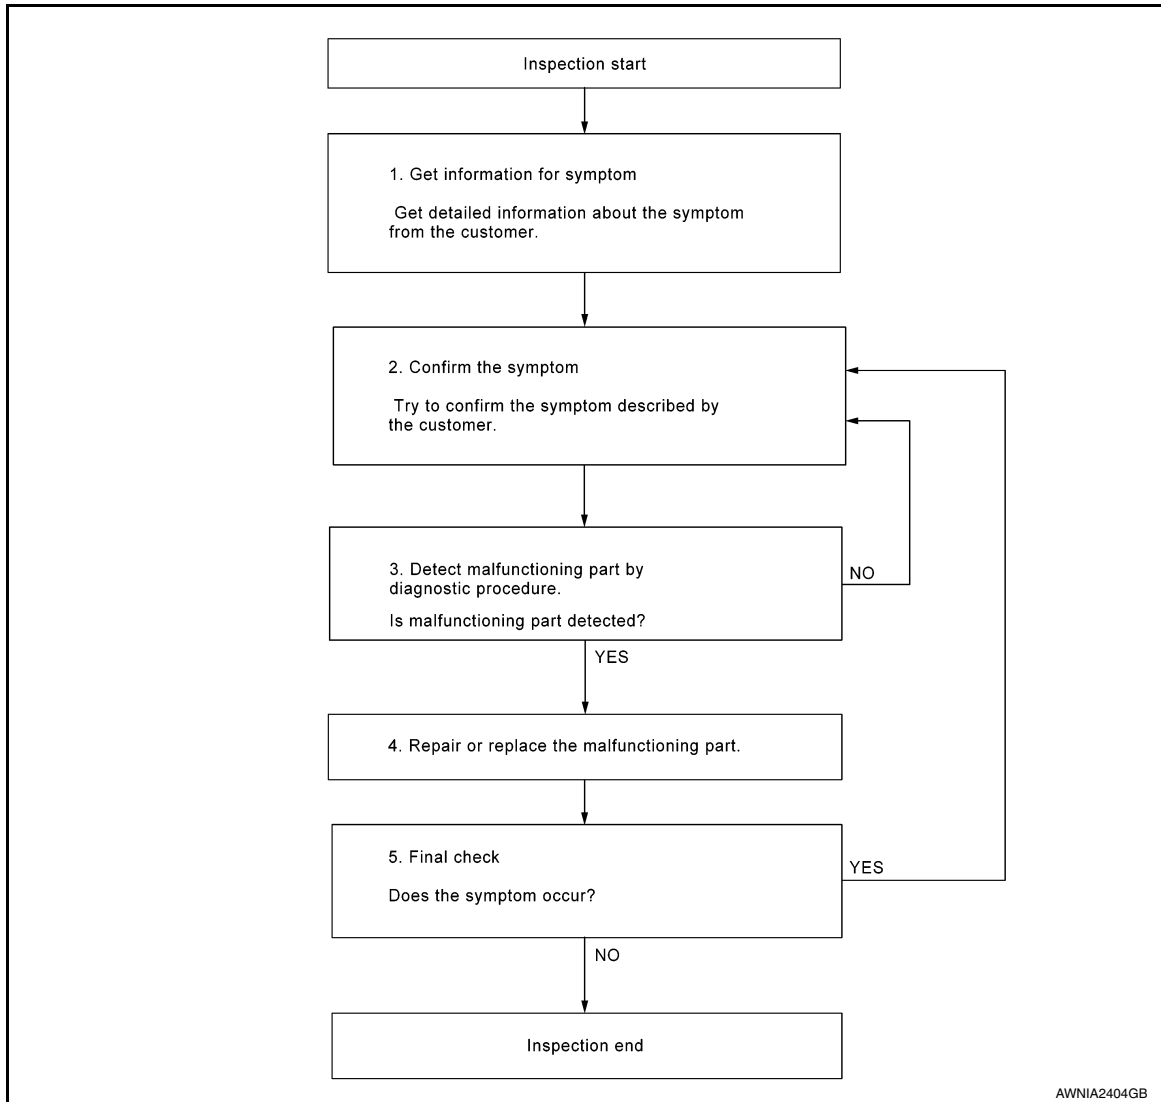 Inspection start
1. Get information for symptom
Get detailed information about the symptom
from the customer.
2. Confirm the symptom
Try to confirm the symptom described by
the customer.
3. Detect malfunctioning part by
diagnostic procedure.
Is malfunctioning part detected?
NO
YES
4. Repair or replace the malfunctioning part.
5. Final check
Does the symptom occur?
YES
NO
Inspection end
AWNIA2404GB